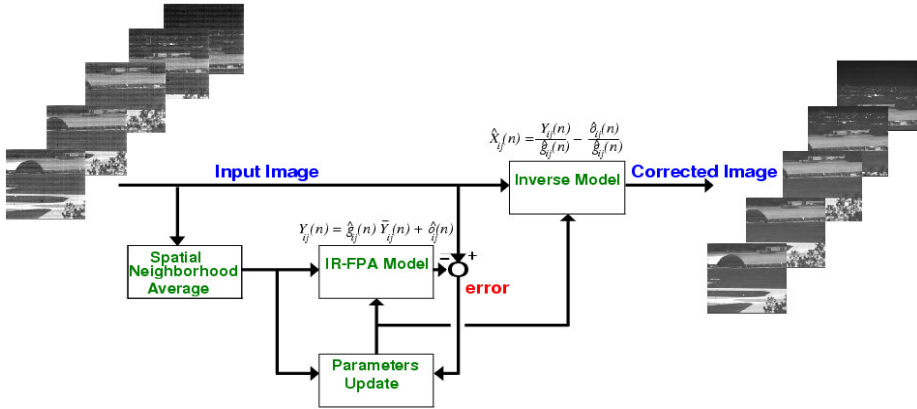 X̂ij(n) = Yij(n)/ĝij(n) − ôij(n)/ĝij(n)
Input Image
Inverse Model
Corrected Image
Yij(n) = ĝij(n) Ȳij(n) + ôij(n)
Spatial
Neighborhood
Average
IR-FPA Model
− +
error
Parameters
Update